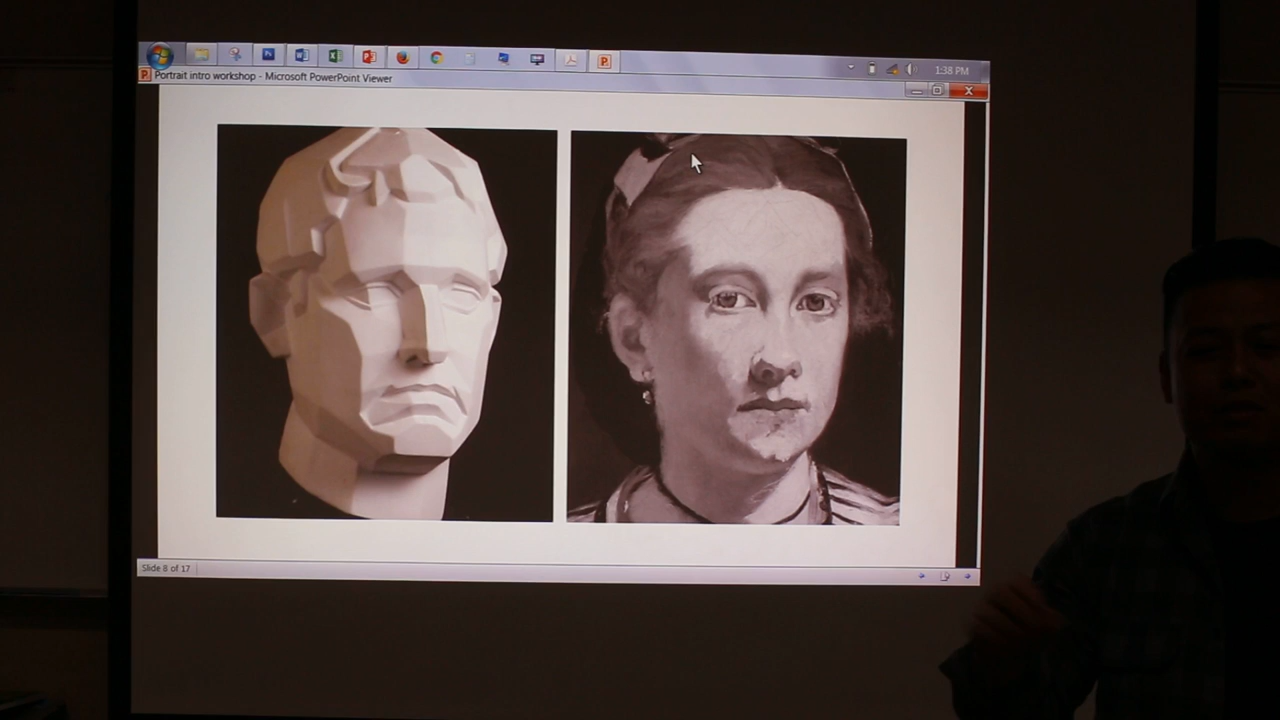 1:38 PM
Portrait intro workshop - Microsoft PowerPoint Viewer
Slide 8 of 17